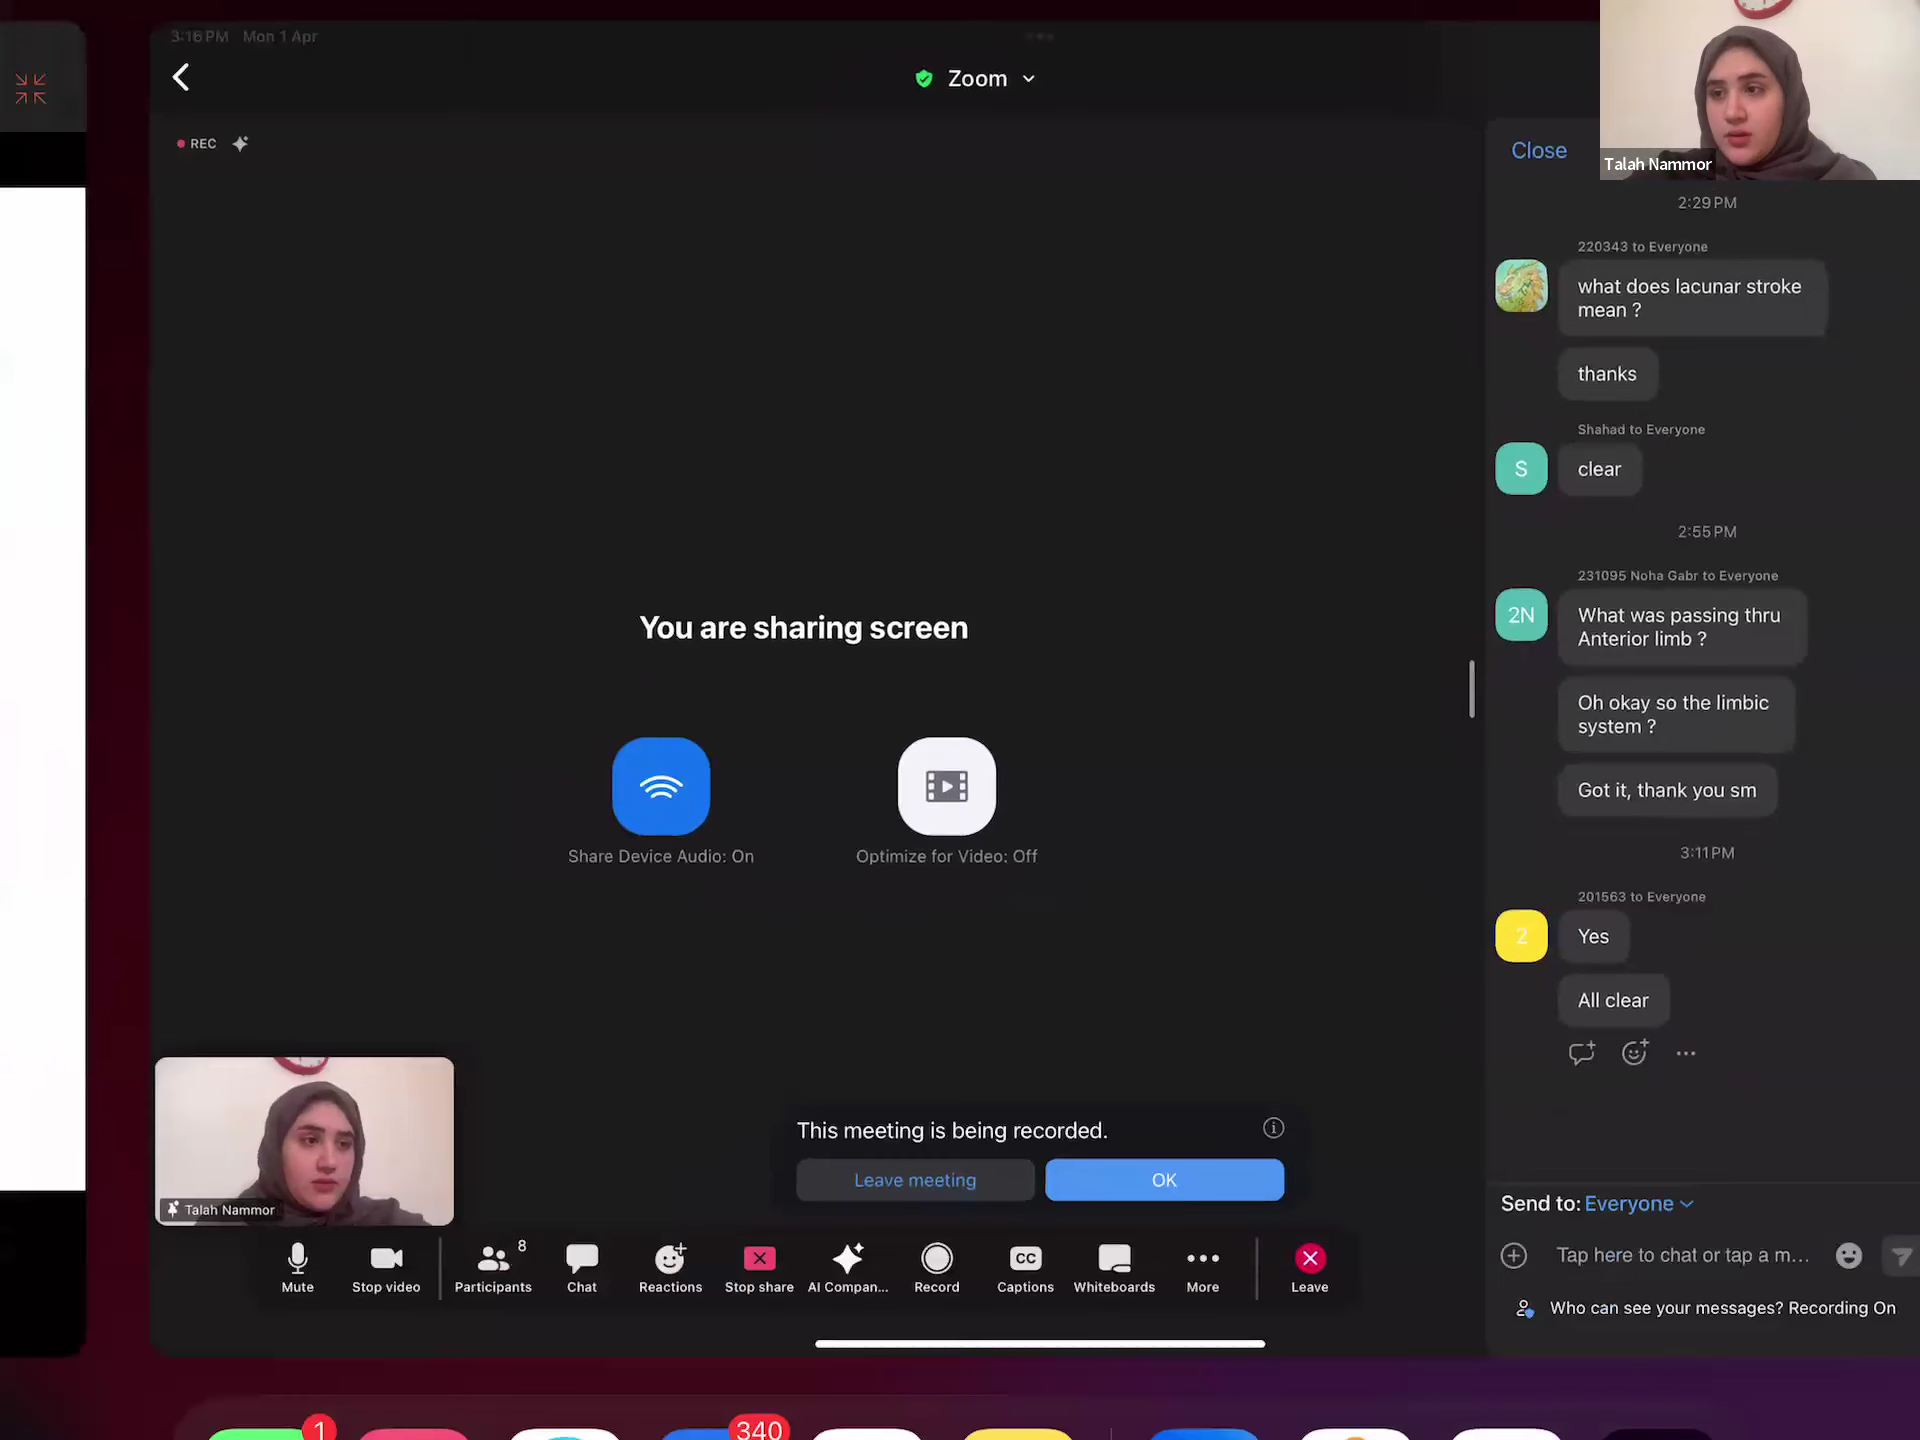 3:16 PM Mon 1 Apr
Zoom
REC
Close
Talah Nammor
2:29 PM
220343 to Everyone
what does lacunar stroke
mean ?
thanks
Shahad to Everyone
S
clear
2:55 PM
231095 Noha Gabr to Everyone
2N
What was passing thru
Anterior limb ?
Oh okay so the limbic
system ?
Got it, thank you sm
3:11 PM
201563 to Everyone
2
Yes
All clear
You are sharing screen
Share Device Audio: On
Optimize for Video: Off
This meeting is being recorded.
Leave meeting
OK
Talah Nammor
Mute
Stop video
8
Participants
Chat
Reactions
Stop share
AI Compan...
Record
CC
Captions
Whiteboards
More
Leave
Send to: Everyone
Tap here to chat or tap a m...
Who can see your messages? Recording On
1
340